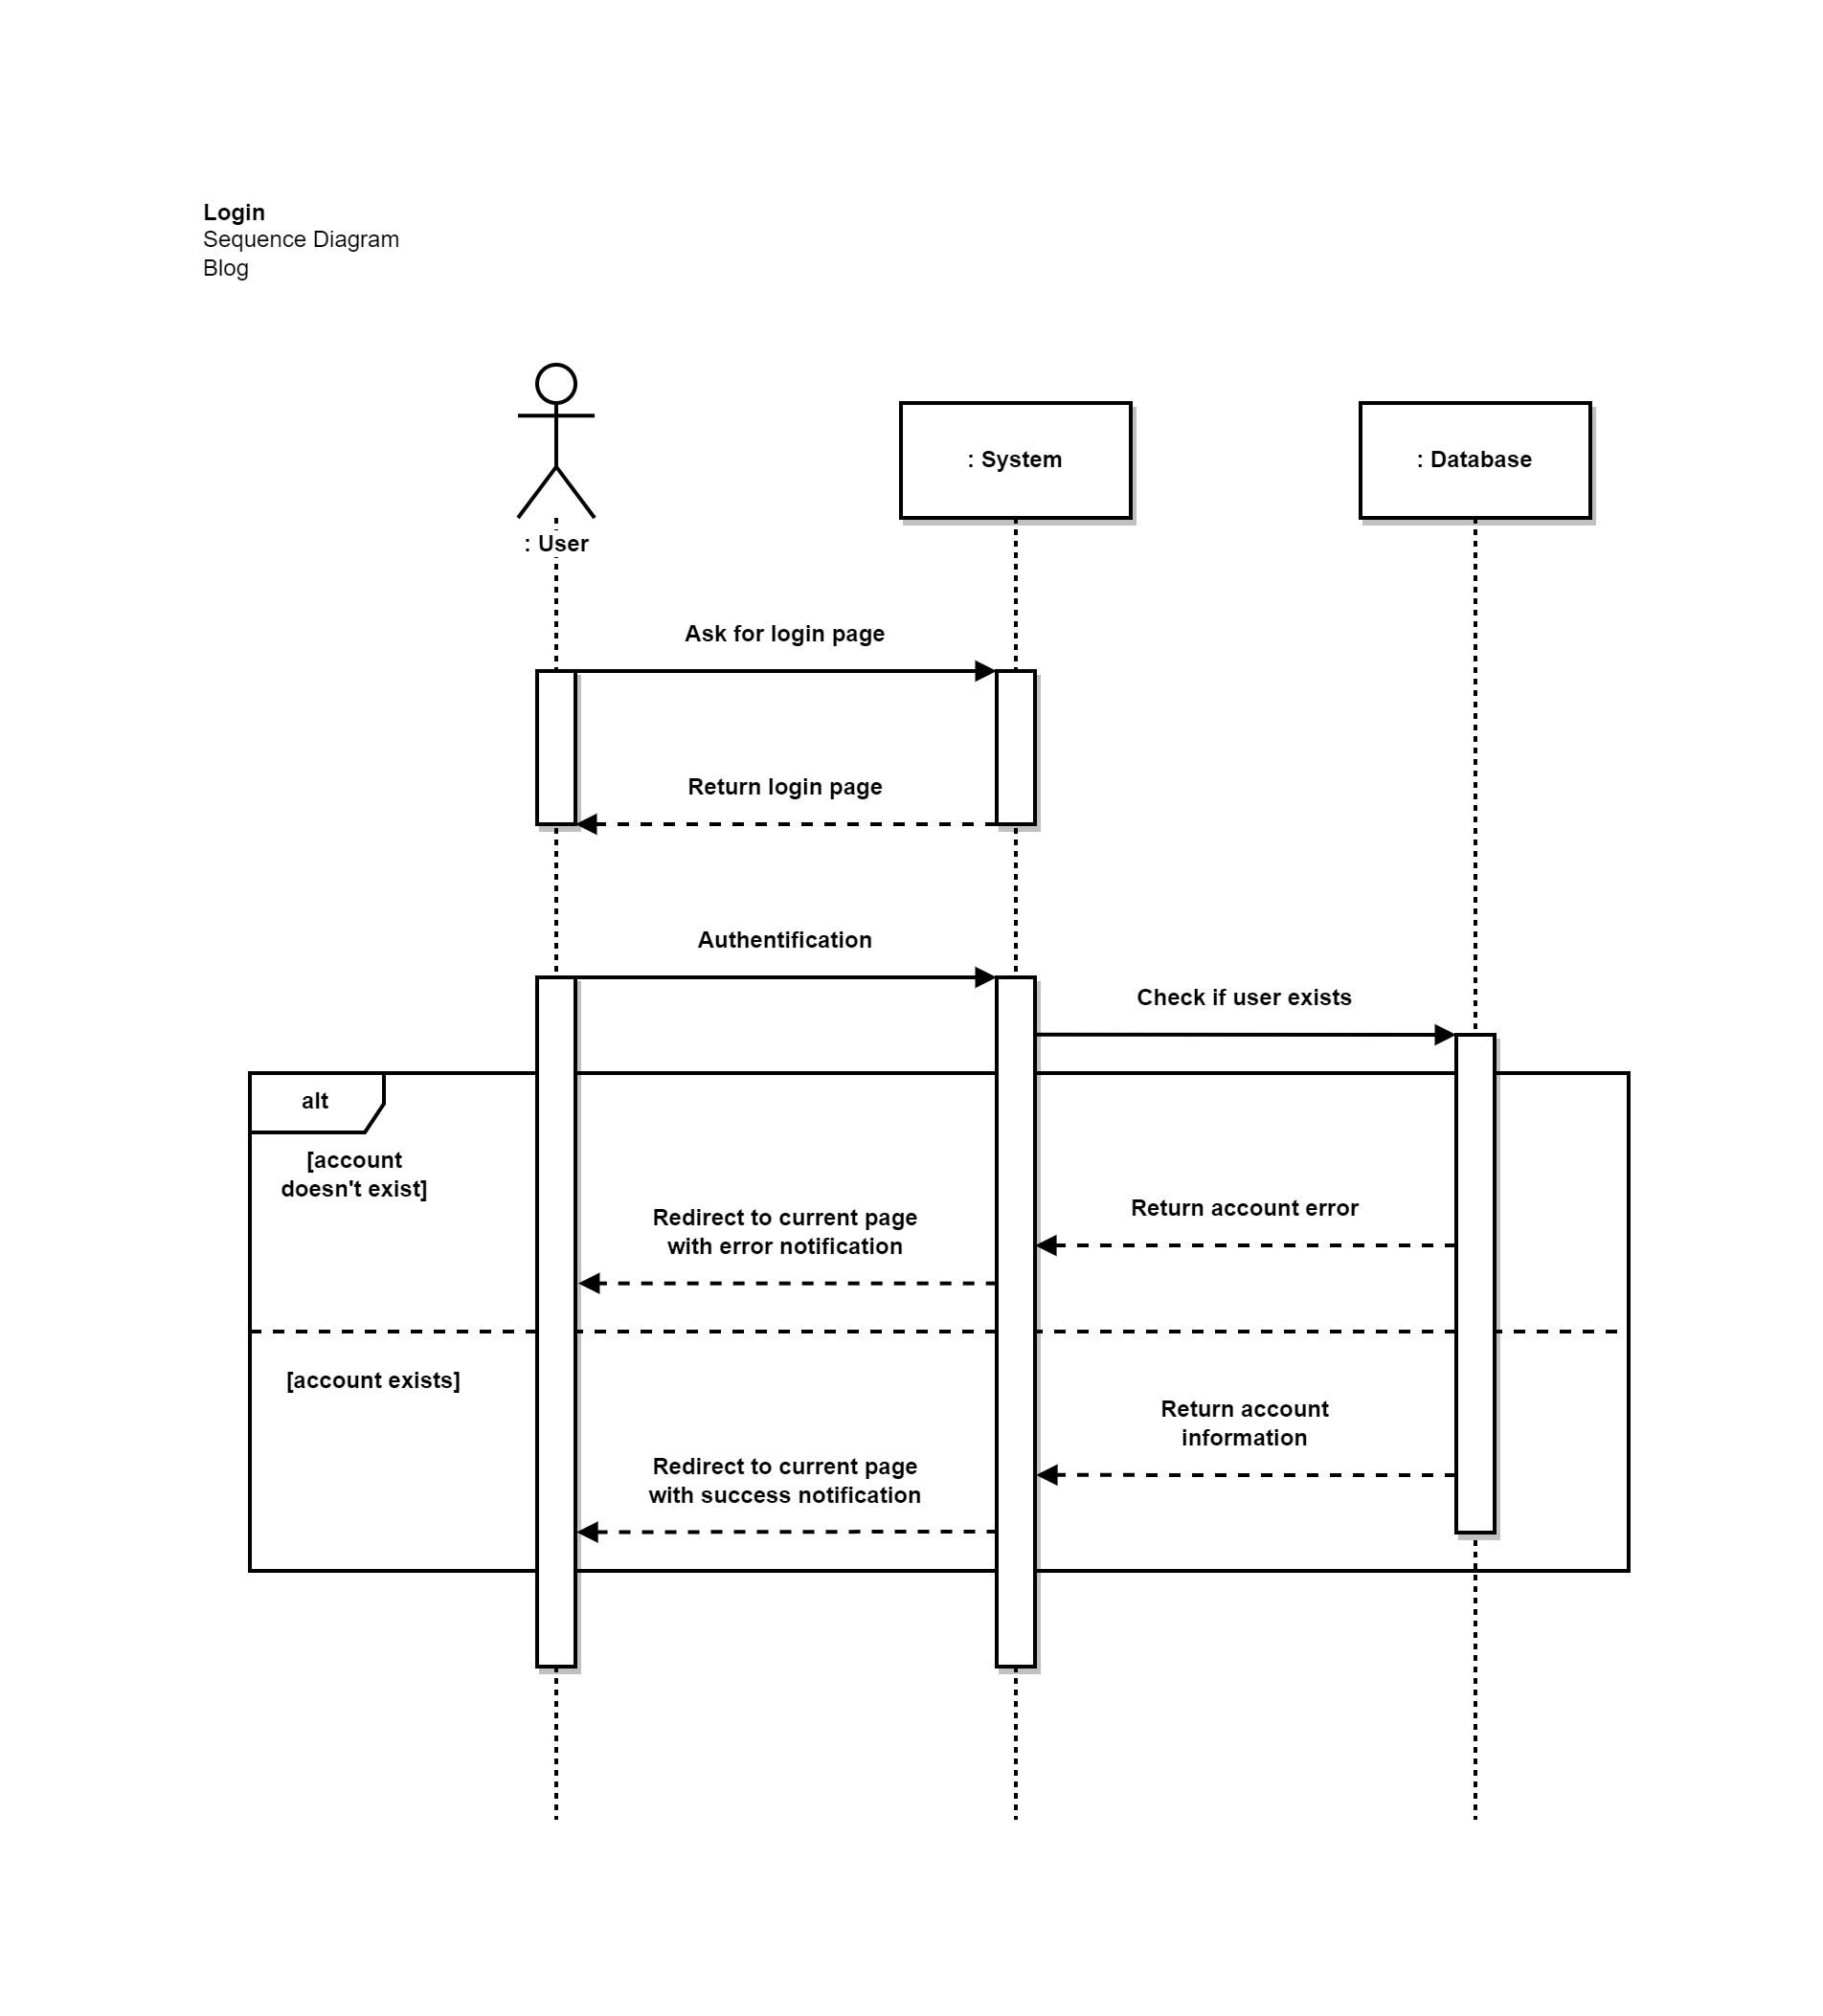 Login
Sequence Diagram
Blog
: User
: System
: Database
Ask for login page
Return login page
Authentification
Check if user exists
alt
[account
doesn't exist]
Return account error
Redirect to current page
with error notification
[account exists]
Return account
information
Redirect to current page
with success notification